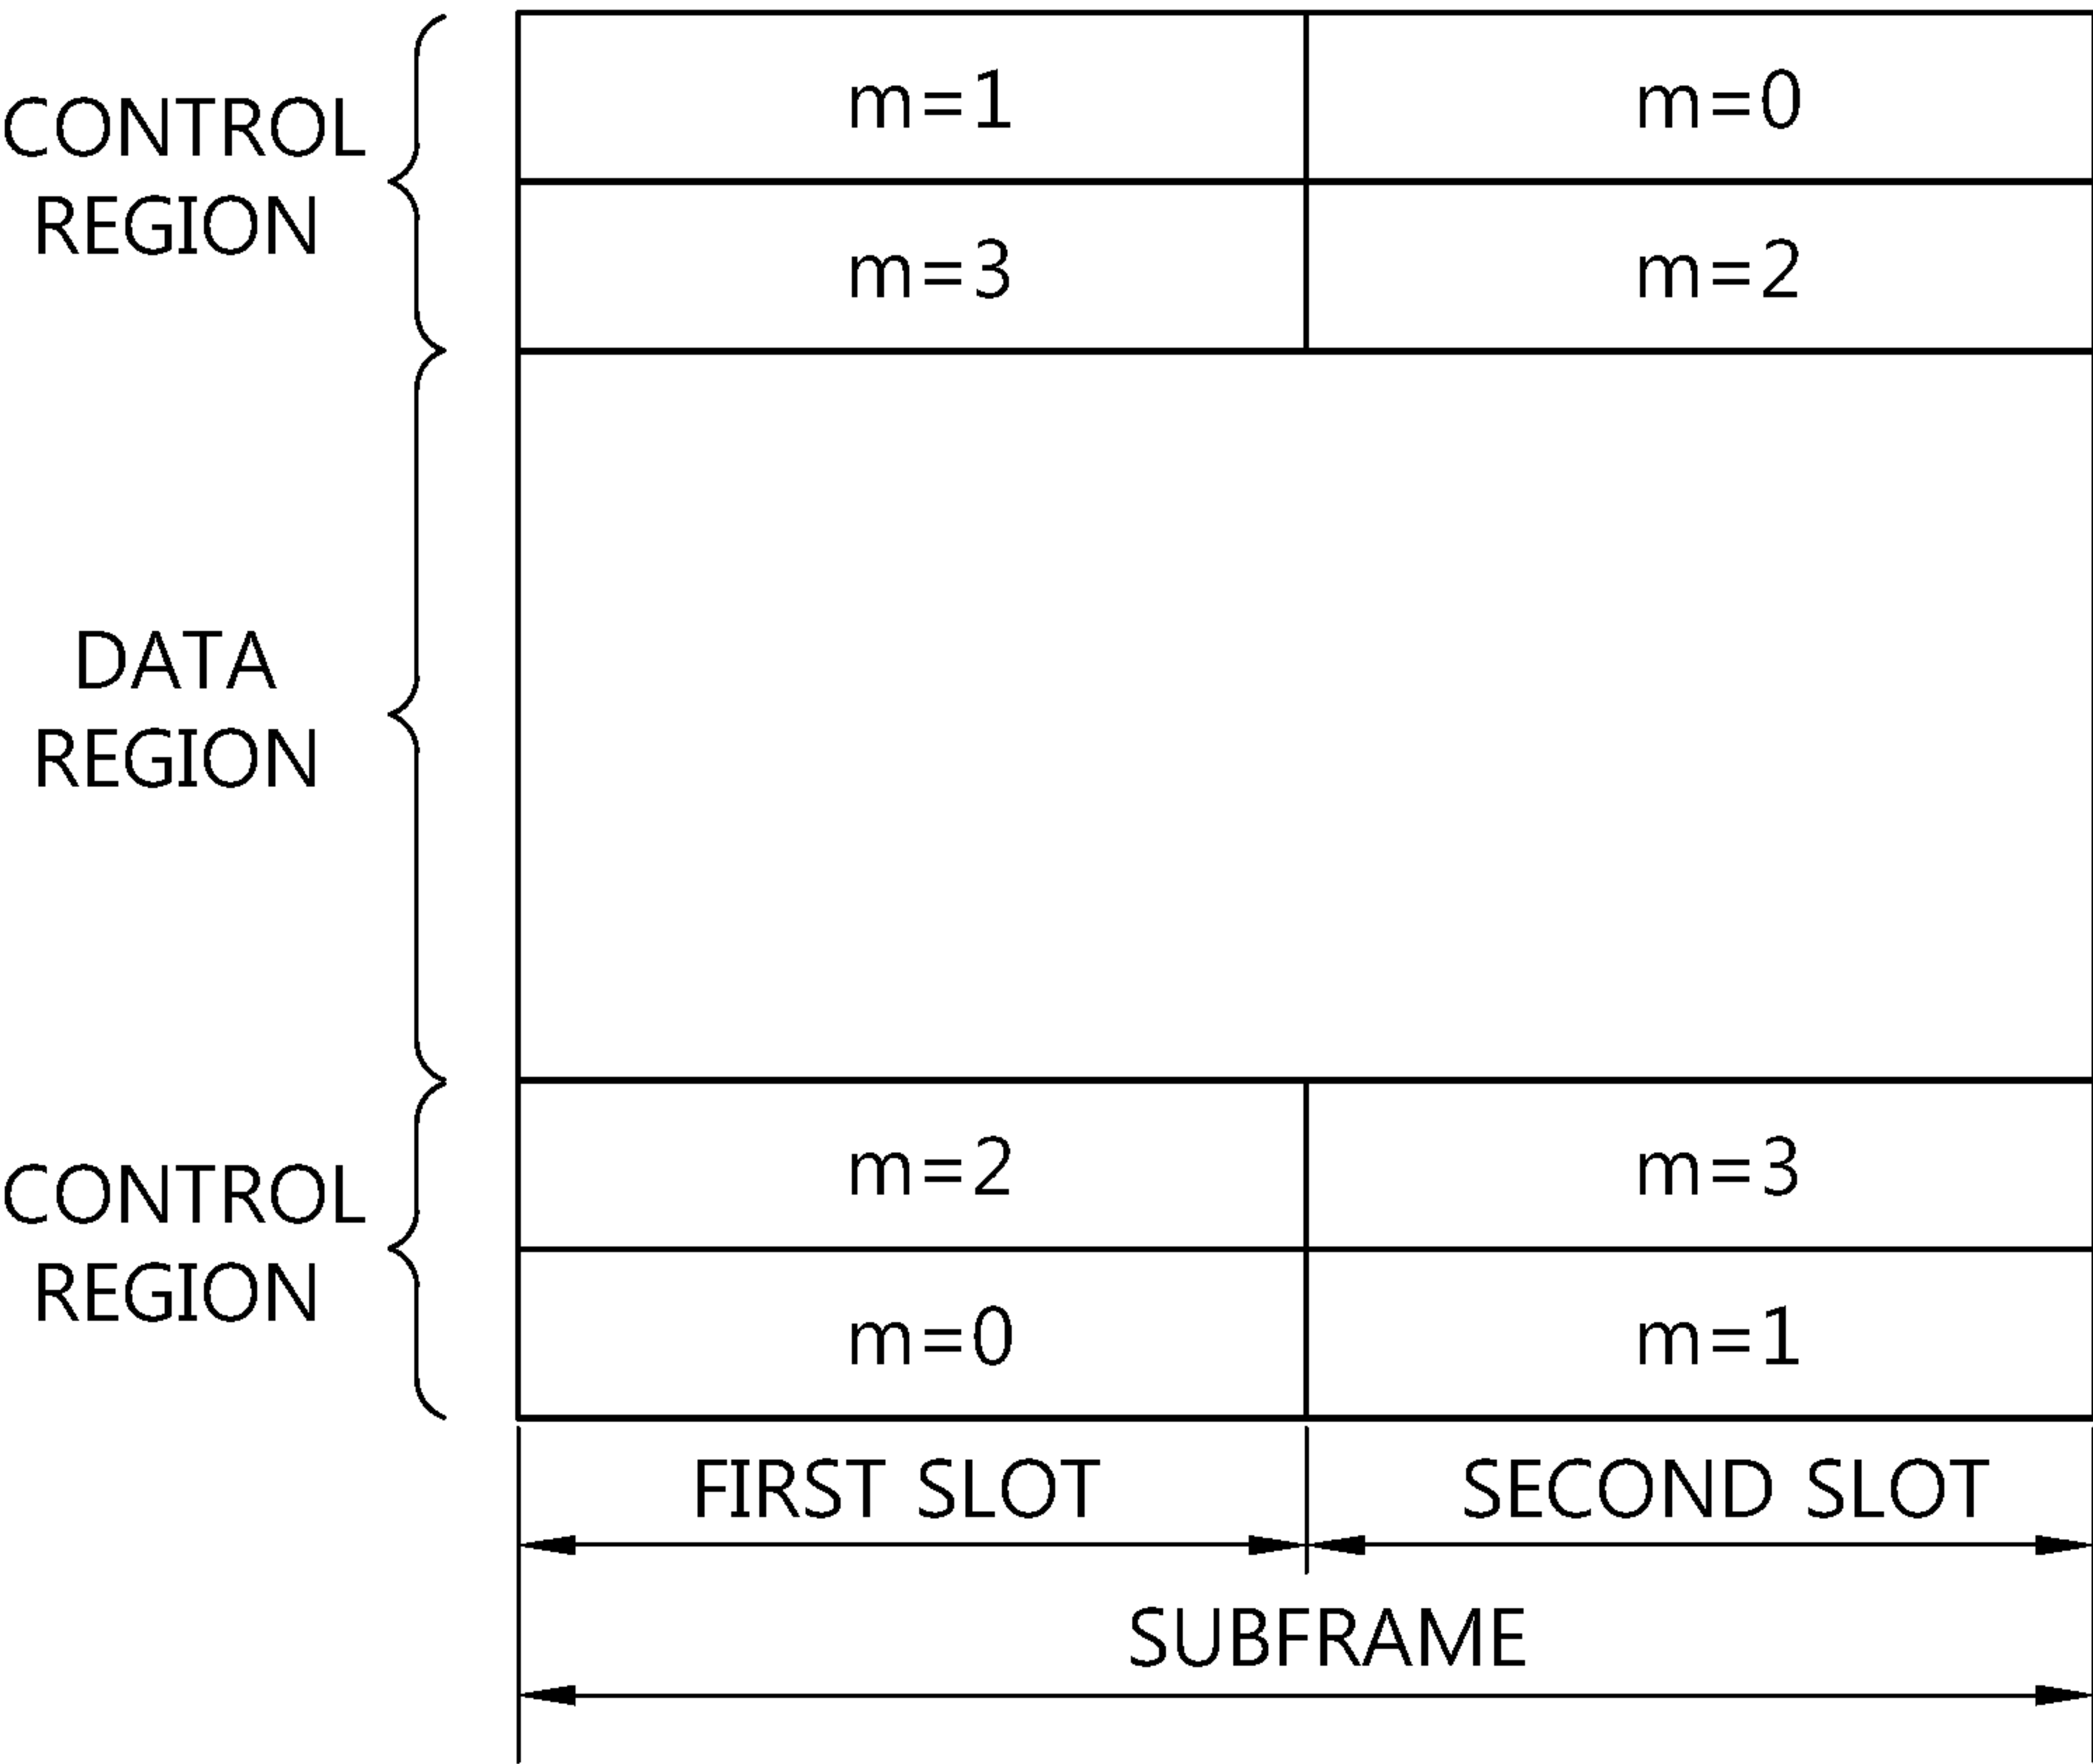 CONTROL
REGION
m=1
m=0
m=3
m=2
DATA
REGION
CONTROL
REGION
m=2
m=3
m=0
m=1
FIRST SLOT
SECOND SLOT
SUBFRAME